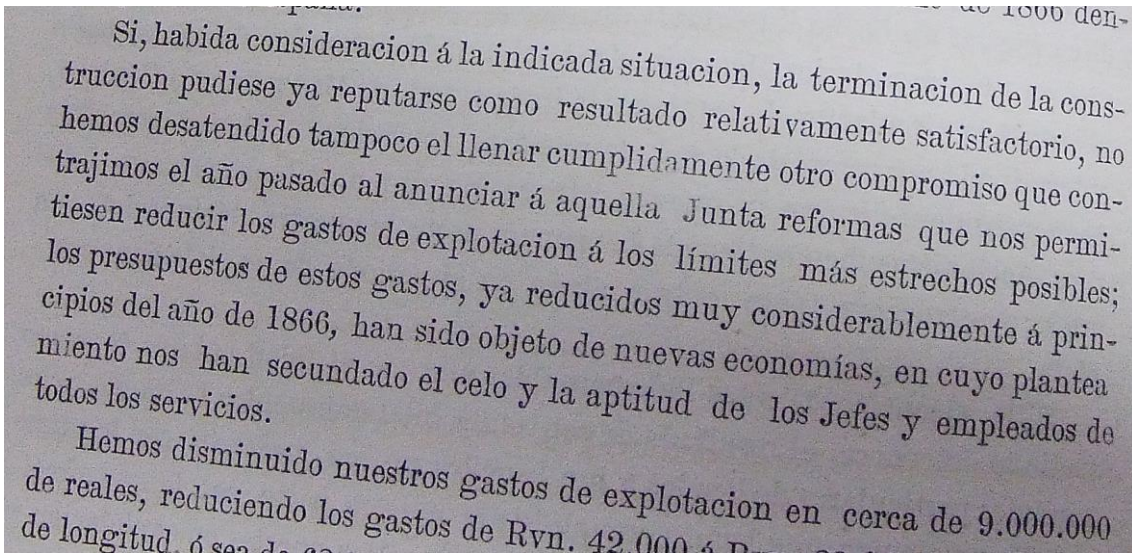 de 1866 den-
Si, habida consideracion á la indicada situacion, la terminacion de la cons-
truccion pudiese ya reputarse como resultado relativamente satisfactorio, no
hemos desatendido tampoco el llenar cumplidamente otro compromiso que con-
trajimos el año pasado al anunciar á aquella Junta reformas que nos permi-
tiesen reducir los gastos de explotacion á los límites más estrechos posibles;
los presupuestos de estos gastos, ya reducidos muy considerablemente á prin-
cipios del año de 1866, han sido objeto de nuevas economías, en cuyo plantea
miento nos han secundado el celo y la aptitud de los Jefes y empleados de
todos los servicios.
Hemos disminuido nuestros gastos de explotacion en cerca de 9.000.000
de reales, reduciendo los gastos de Rvn. 42.000 á
de longitud, ó sea de